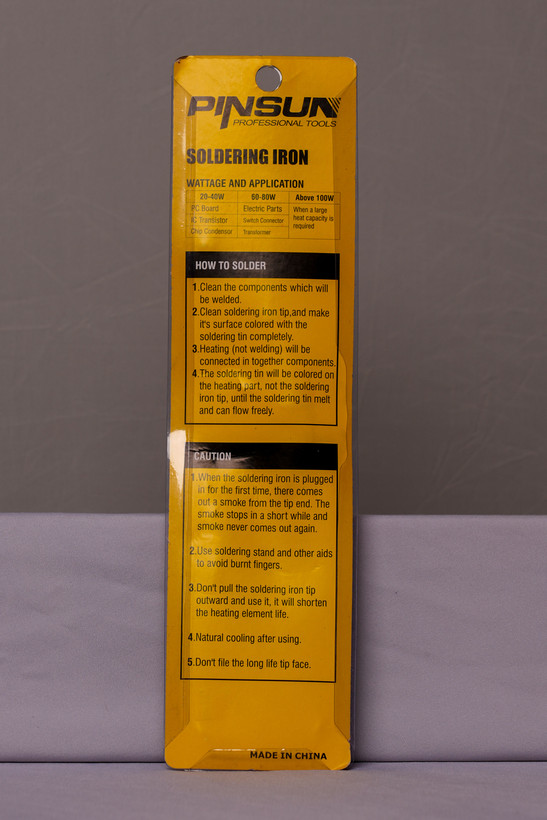 PINSUN
PROFESSIONAL TOOLS
SOLDERING IRON
WATTAGE AND APPLICATION
20-40W 60-80W Above 100W
PC Board Electric Parts When a large
heat capacity is
required
IC Tramtistor Switch Connector
Chip Condensor Transformer
HOW TO SOLDER
1.Clean the components which will
be welded.
2.Clean soldering iron tip,and make
it's surface colored with the
soldering tin completely.
3.Heating (not welding) will be
connected in together components.
4.The soldering tin will be colored on
the heating part, not the soldering
iron tip, until the soldering tin melt
and can flow freely.
CAUTION
1.When the soldering iron is plugged
in for the first time, there comes
out a smoke from the tip end. The
smoke stops in a short while and
smoke never comes out again.
2.Use soldering stand and other aids
to avoid burnt fingers.
3.Don't pull the soldering iron tip
outward and use it, it will shorten
the heating element life.
4.Natural cooling after using.
5.Don't file the long life tip face.
MADE IN CHINA